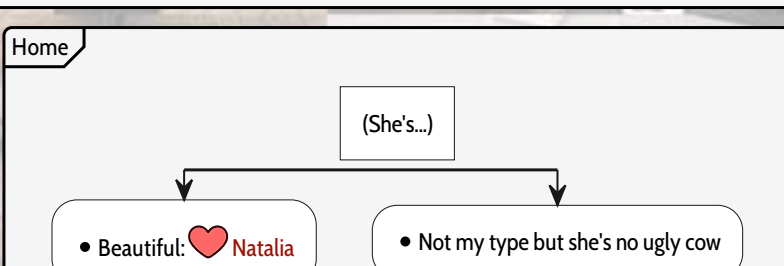 Home
(She's...)
Beautiful: Natalia
Not my type but she's no ugly cow